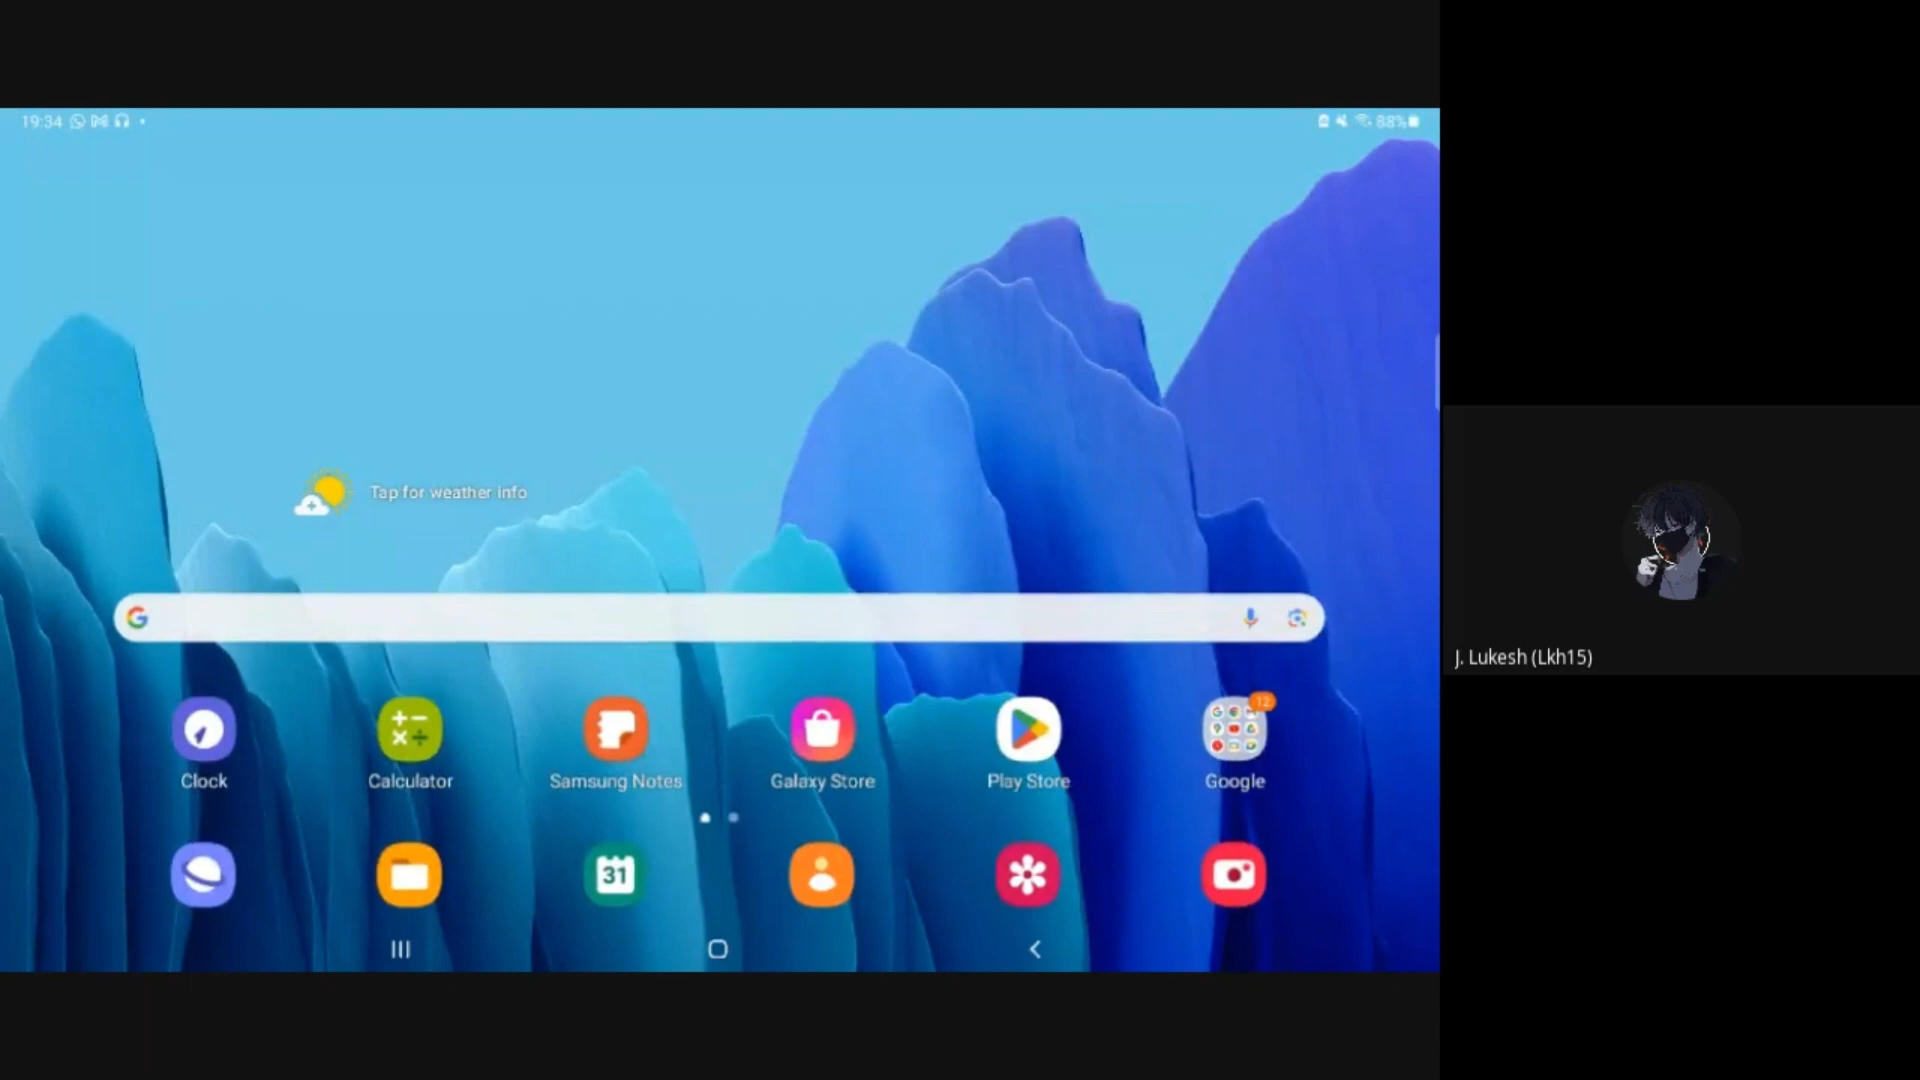 19:34
88%
Tap for weather info
G
12
Clock
Calculator
Samsung Notes
Galaxy Store
Play Store
Google
31
J. Lukesh (Lkh15)